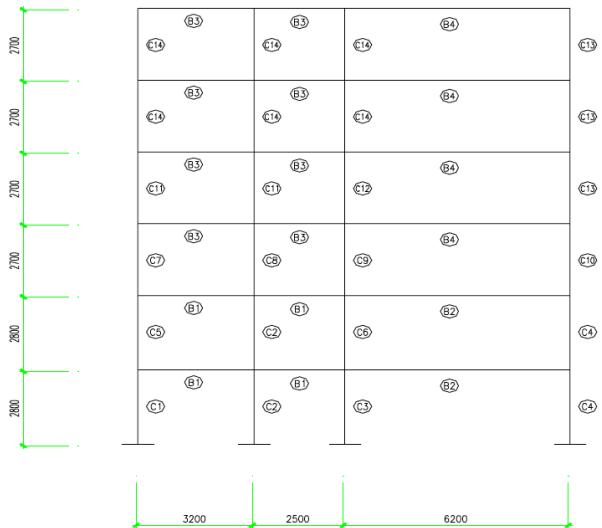 B3 B3 B4
2700 C14 C14 C14 C13
B3 B3 B4
2700 C14 C14 C14 C13
B3 B3 B4
2700 C11 C11 C12 C13
B3 B3 B4
2700 C7 C8 C9 C10
B1 B1 B2
2800 C5 C2 C6 C4
B1 B1 B2
2800 C1 C2 C3 C4
3200 2500 6200